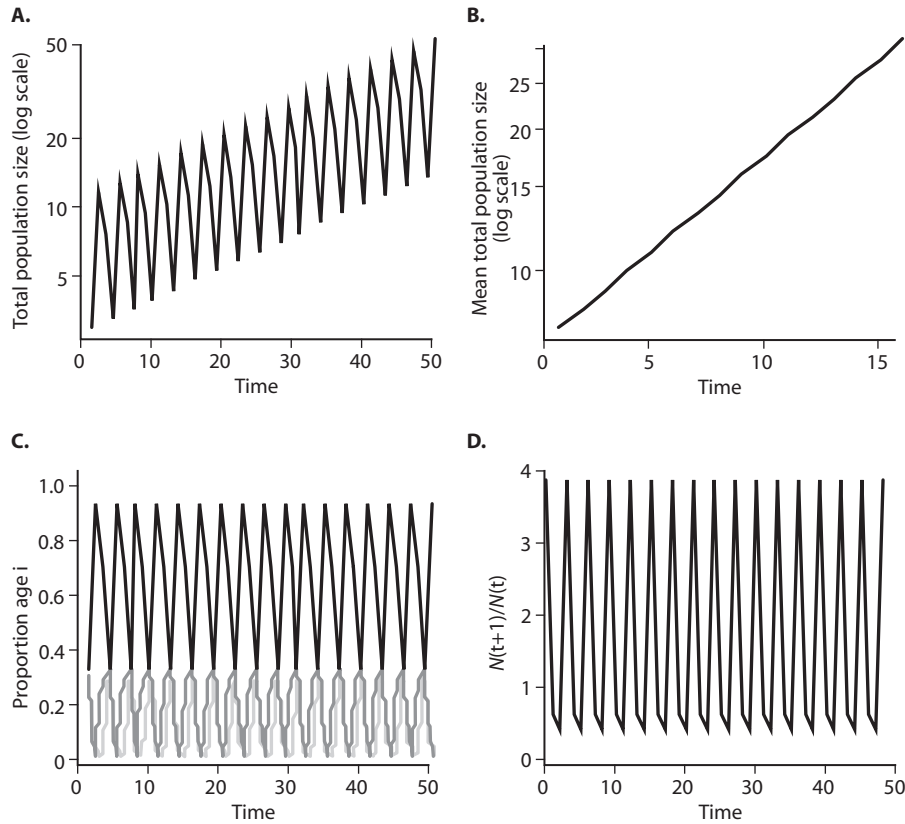 A.
Total population size (log scale)
50
20
10
5
0 10 20 30 40 50
Time
B.
Mean total population size
(log scale)
25
20
15
10
0 5 10 15
Time
C.
Proportion age i
1.0
0.8
0.6
0.4
0.2
0
0 10 20 30 40 50
Time
D.
N(t+1)/N(t)
4
3
2
1
0
0 10 20 30 40 50
Time